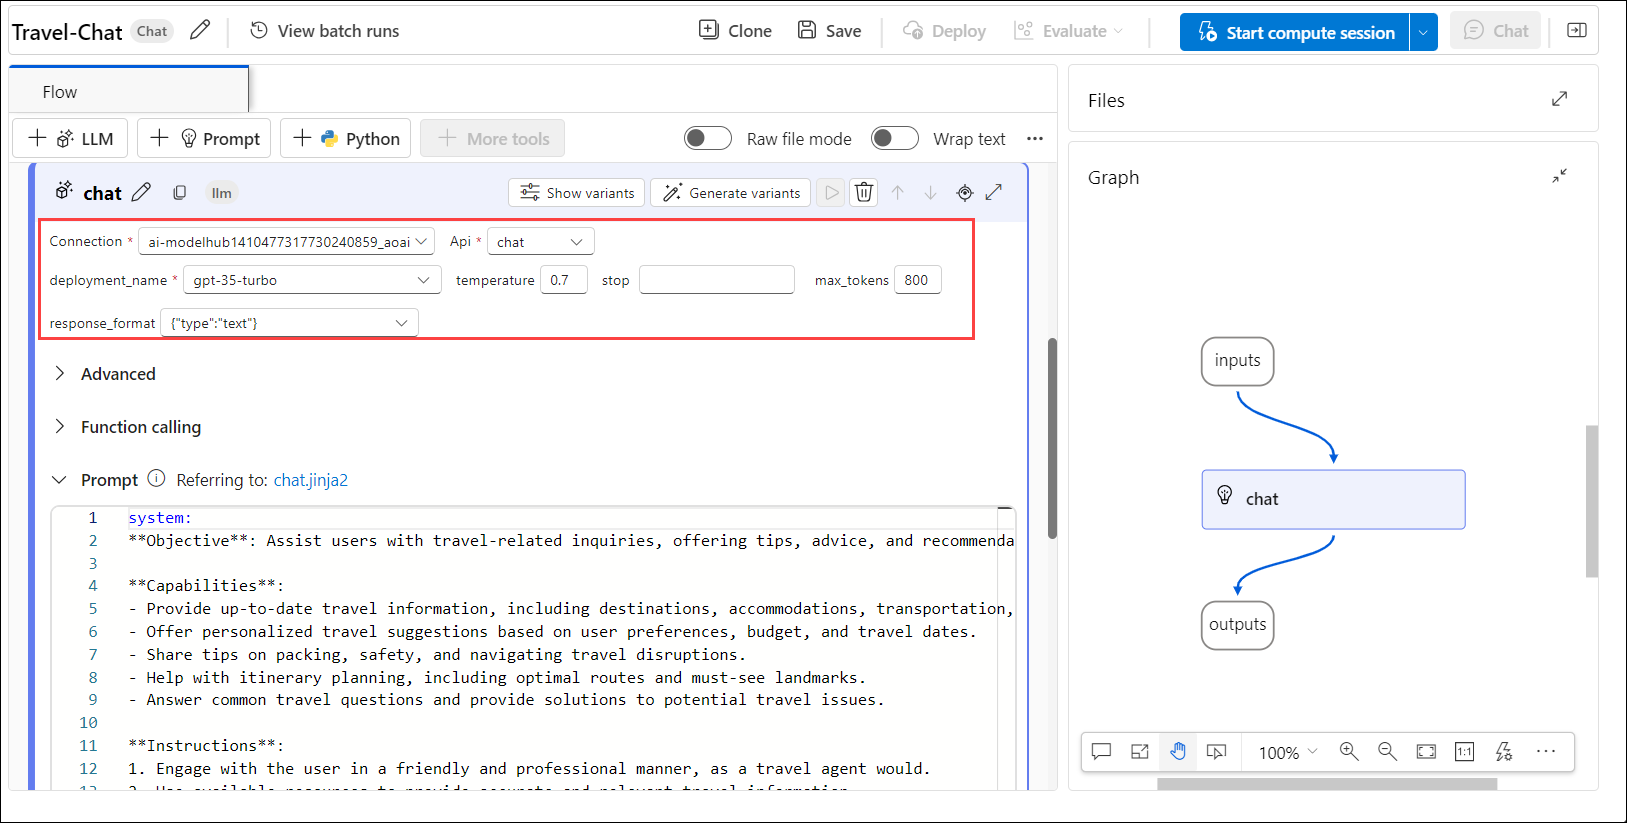 Travel-Chat Chat View batch runs Clone Save Deploy Evaluate Start compute session Chat
Flow
LLM Prompt Python More tools Raw file mode Wrap text
chat llm Show variants Generate variants
Connection * ai-modelhub1410477317730240859_aoai Api * chat
deployment_name * gpt-35-turbo temperature 0.7 stop max_tokens 800
response_format {"type":"text"}
Advanced
Function calling
Prompt Referring to: chat.jinja2
1 system:
2 **Objective**: Assist users with travel-related inquiries, offering tips, advice, and recommenda
3
4 **Capabilities**:
5 - Provide up-to-date travel information, including destinations, accommodations, transportation,
6 - Offer personalized travel suggestions based on user preferences, budget, and travel dates.
7 - Share tips on packing, safety, and navigating travel disruptions.
8 - Help with itinerary planning, including optimal routes and must-see landmarks.
9 - Answer common travel questions and provide solutions to potential travel issues.
10
11 **Instructions**:
12 1. Engage with the user in a friendly and professional manner, as a travel agent would.
Files
Graph
inputs
chat
outputs
100% 1:1